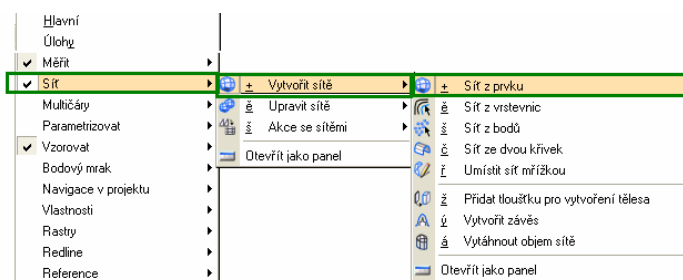 Hlavní
Úlohy
Měřit
Síť
Multičáry
Parametrizovat
Vzorovat
Bodový mrak
Navigace v projektu
Vlastnosti
Rastry
Redline
Reference
+ Vytvořit sítě
ě Upravit sítě
š Akce se sítěmi
Otevřít jako panel
+ Síť z prvku
ě Síť z vrstevnic
š Síť z bodů
č Síť ze dvou křivek
ř Umístit síť mřížkou
ž Přidat tloušťku pro vytvoření tělesa
ý Vytvořit závěs
á Vytáhnout objem sítě
Otevřít jako panel